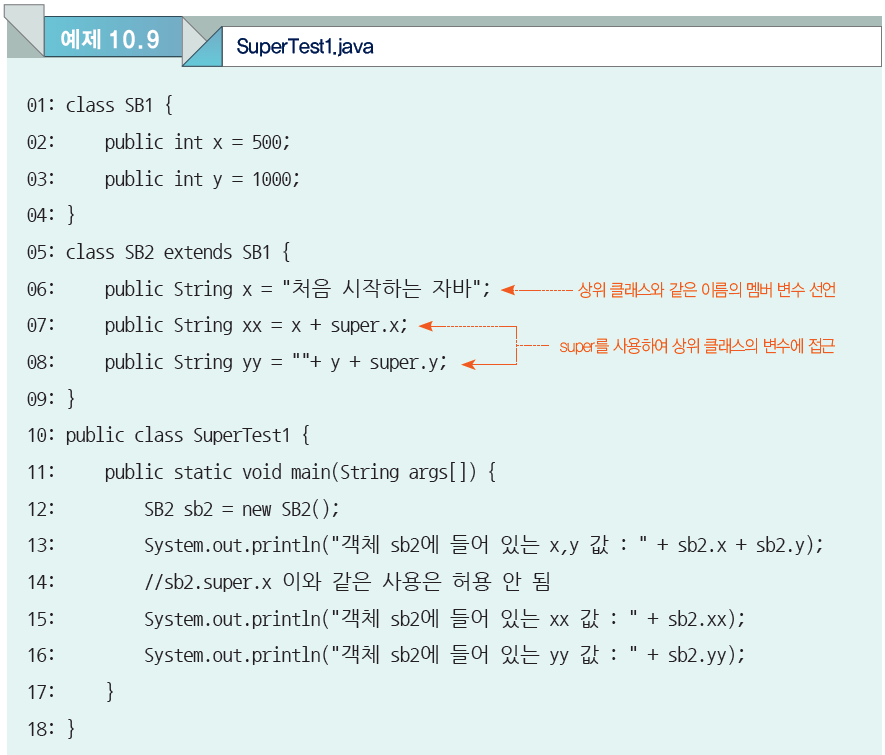 예제 10.9
SuperTest1.java
01: class SB1 {
02:     public int x = 500;
03:     public int y = 1000;
04: }
05: class SB2 extends SB1 {
06:     public String x = "처음 시작하는 자바"; 상위 클래스와 같은 이름의 멤버 변수 선언
07:     public String xx = x + super.x;
super를 사용하여 상위 클래스의 변수에 접근
08:     public String yy = ""+ y + super.y;
09: }
10: public class SuperTest1 {
11:     public static void main(String args[]) {
12:         SB2 sb2 = new SB2();
13:         System.out.println("객체 sb2에 들어 있는 x,y 값 : " + sb2.x + sb2.y);
14:         //sb2.super.x 이와 같은 사용은 허용 안 됨
15:         System.out.println("객체 sb2에 들어 있는 xx 값 : " + sb2.xx);
16:         System.out.println("객체 sb2에 들어 있는 yy 값 : " + sb2.yy);
17:     }
18: }